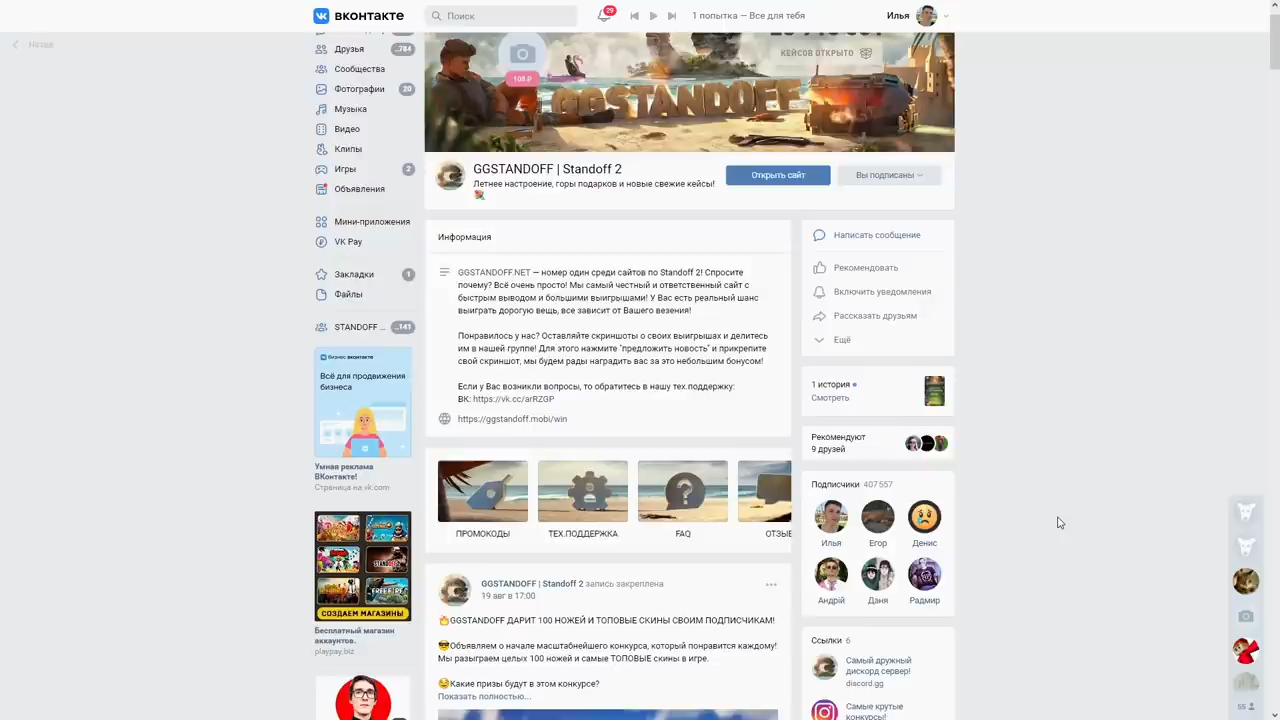 вконтакте
Поиск
29
1 попытка — Все для тебя
Илья
Назад
Друзья
..784
Сообщества
Фотографии
20
Музыка
Видео
Клипы
Игры
2
Объявления
Мини-приложения
VK Pay
Закладки
1
Файлы
STANDOFF ...
..141
бизнес вконтакте
Всё для продвижения
бизнеса
Умная реклама
ВКонтакте!
Страница на vk.com
STANDOFF 2
FREE FIRE
СОЗДАЕМ МАГАЗИНЫ
Бесплатный магазин
аккаунтов.
playpay.biz
КЕЙСОВ ОТКРЫТО
108 ₽
GGSTANDOFF
GGSTANDOFF | Standoff 2
Летнее настроение, горы подарков и новые свежие кейсы!
Открыть сайт
Вы подписаны
Информация
GGSTANDOFF.NET — номер один среди сайтов по Standoff 2! Спросите
почему? Всё очень просто! Мы самый честный и ответственный сайт с
быстрым выводом и большими выигрышами! У Вас есть реальный шанс
выиграть дорогую вещь, все зависит от Вашего везения!
Понравилось у нас? Оставляйте скриншоты о своих выигрышах и делитесь
им в нашей группе! Для этого нажмите "предложить новость" и прикрепите
свой скриншот, мы будем рады наградить вас за это небольшим бонусом!
Если у Вас возникли вопросы, то обратитесь в нашу тех.поддержку:
ВК: https://vk.cc/arRZGP
https://ggstandoff.mobi/win
ПРОМОКОДЫ
ТЕХ.ПОДДЕРЖКА
FAQ
ОТЗЫВ
GGSTANDOFF | Standoff 2 запись закреплена
19 авг в 17:00
GGSTANDOFF ДАРИТ 100 НОЖЕЙ И ТОПОВЫЕ СКИНЫ СВОИМ ПОДПИСЧИКАМ!
Объявляем о начале масштабнейшего конкурса, который понравится каждому!
Мы разыграем целых 100 ножей и самые ТОПОВЫЕ скины в игре.
Какие призы будут в этом конкурсе?
Показать полностью...
Написать сообщение
Рекомендовать
Включить уведомления
Рассказать друзьям
Ещё
1 история
Смотреть
Рекомендуют
9 друзей
Подписчики 407 557
Илья
Егор
Денис
Андрій
Даня
Радмир
Ссылки 6
Самый дружный
дискорд сервер!
discord.gg
Самые крутые
конкурсы!
55